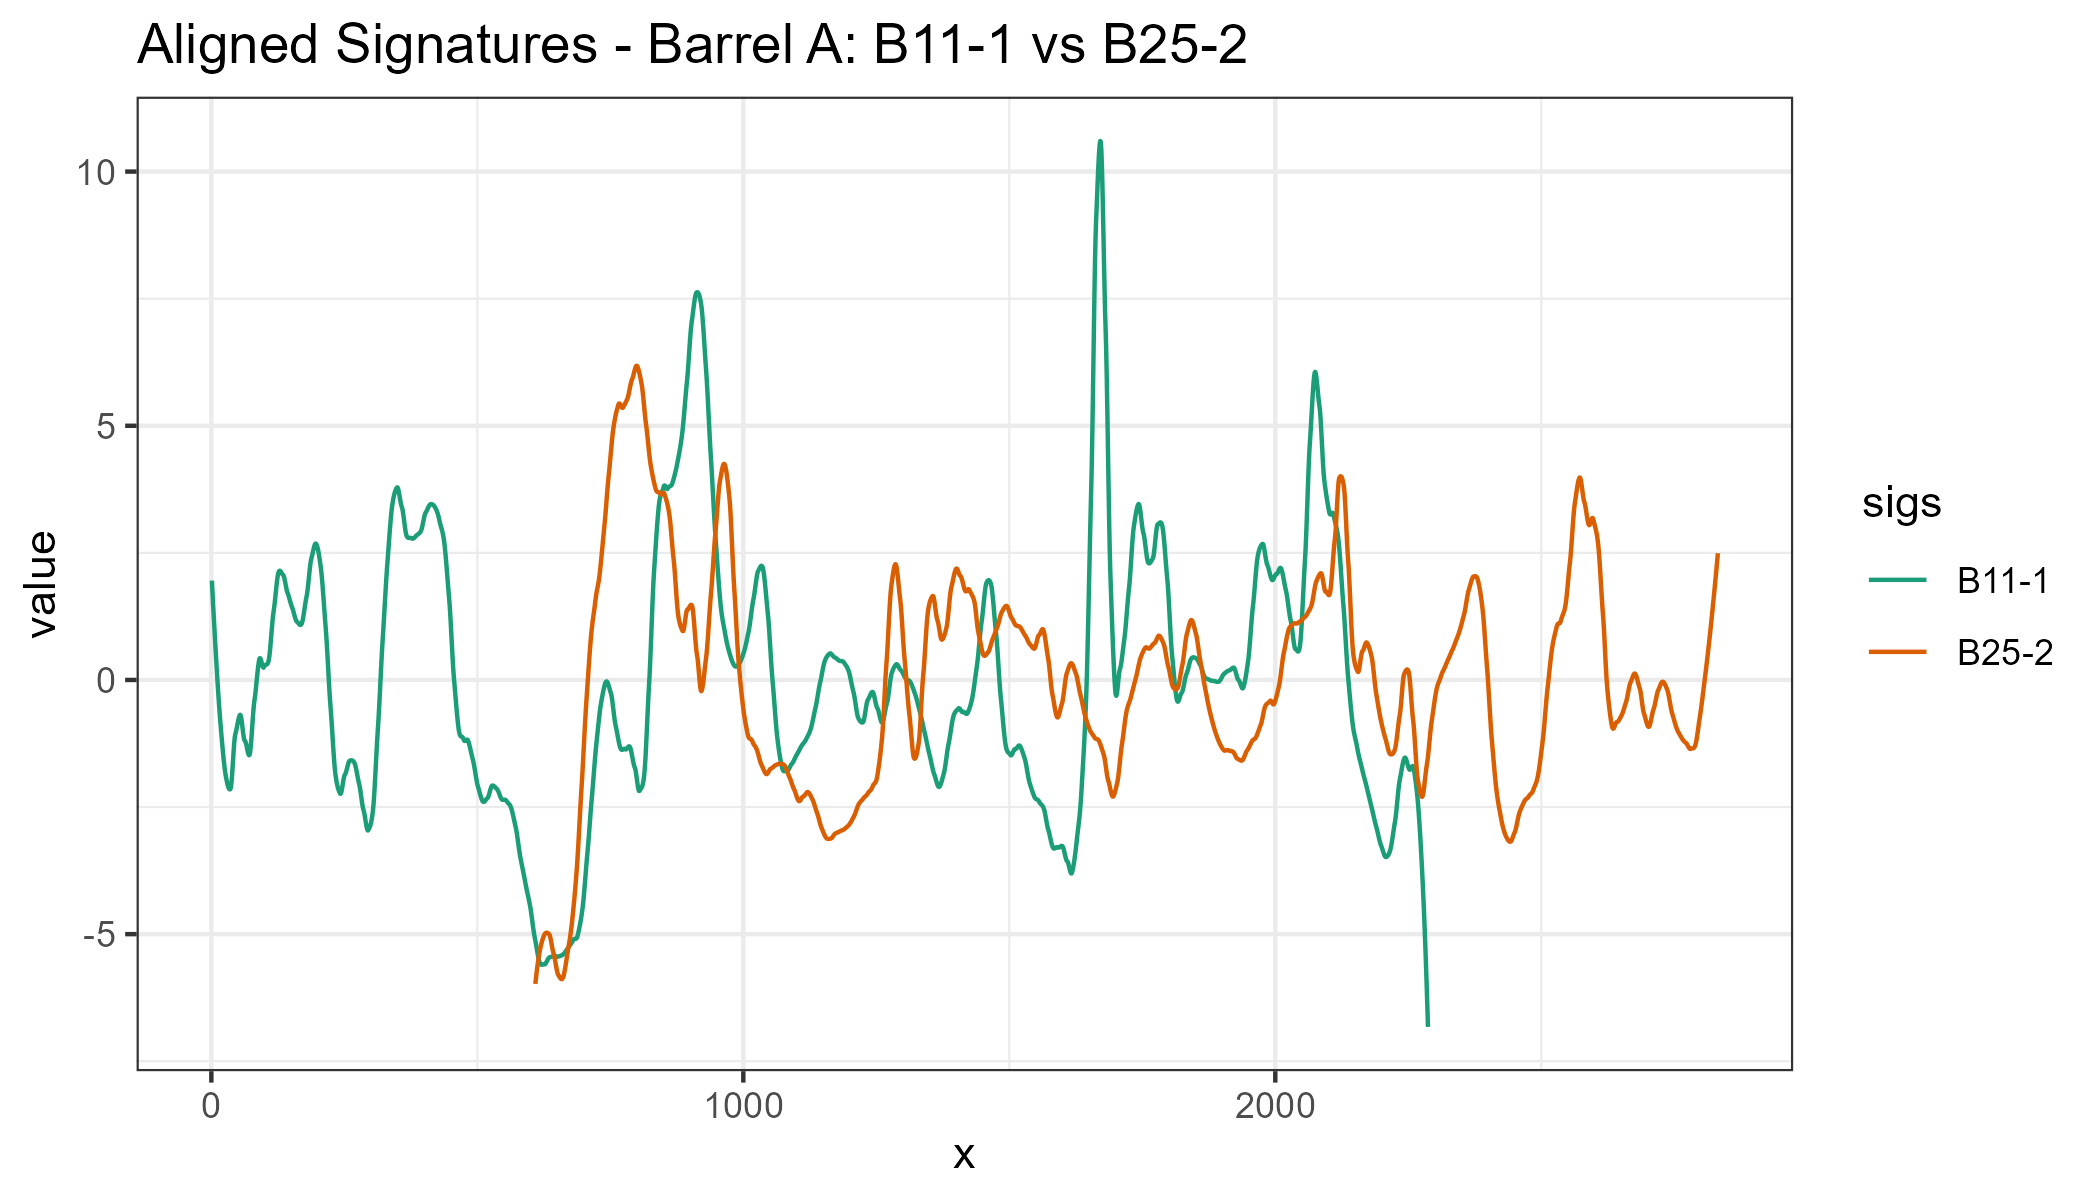 Aligned Signatures - Barrel A: B11-1 vs B25-2
value
10
5
0
-5
0 1000 2000
x
sigs
B11-1
B25-2